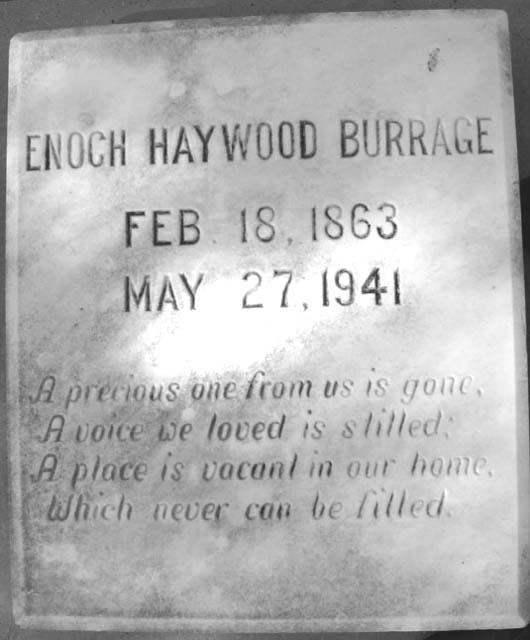 ENOCH HAYWOOD BURRAGE
FEB. 18, 1863
MAY 27, 1941
A precious one from us is gone,
A voice we loved is stilled;
A place is vacant in our home,
Which never can be filled.